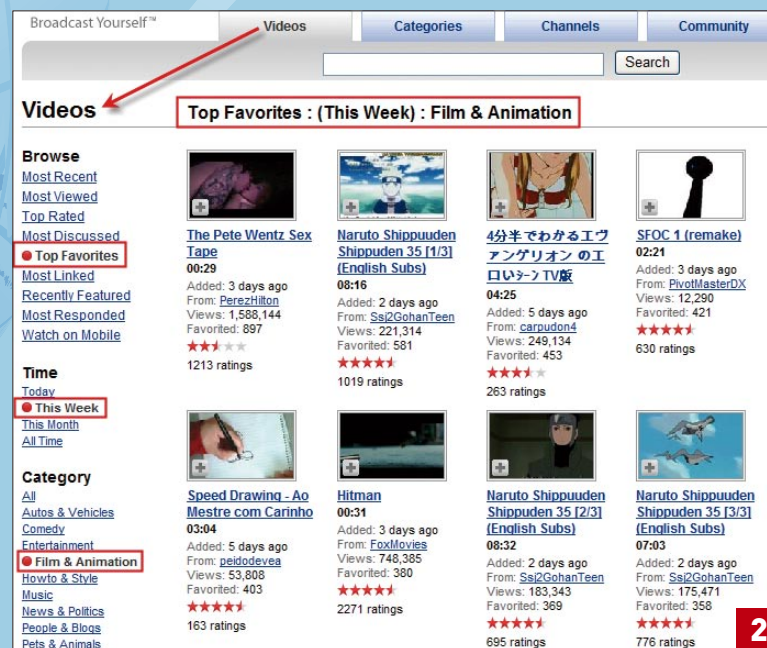 Broadcast Yourself™
Videos
Categories
Channels
Community
Search
Videos
Top Favorites : (This Week) : Film & Animation
Browse
Most Recent
Most Viewed
Top Rated
Most Discussed
Top Favorites
Most Linked
Recently Featured
Most Responded
Watch on Mobile
Time
Today
This Week
This Month
All Time
Category
All
Autos & Vehicles
Comedy
Entertainment
Film & Animation
Howto & Style
Music
News & Politics
People & Blogs
Pets & Animals
The Pete Wentz Sex
Tape
00:29
Added: 3 days ago
From: PerezHilton
Views: 1,588,144
Favorited: 897
1213 ratings
Naruto Shippuuden
Shippuden 35 [1/3]
(English Subs)
08:16
Added: 2 days ago
From: Ssj2GohanTeen
Views: 221,314
Favorited: 581
1019 ratings
4分半でわかるエヴ
ァンゲリオン のエ
ロいシーン TV版
04:25
Added: 5 days ago
From: carpudon4
Views: 249,134
Favorited: 453
263 ratings
SFOC 1 (remake)
02:21
Added: 3 days ago
From: PivotMasterDX
Views: 12,290
Favorited: 421
630 ratings
Speed Drawing - Ao
Mestre com Carinho
03:04
Added: 5 days ago
From: peidodevea
Views: 53,808
Favorited: 403
163 ratings
Hitman
00:31
Added: 3 days ago
From: FoxMovies
Views: 748,385
Favorited: 380
2271 ratings
Naruto Shippuuden
Shippuden 35 [2/3]
(English Subs)
08:32
Added: 2 days ago
From: Ssj2GohanTeen
Views: 183,343
Favorited: 369
695 ratings
Naruto Shippuuden
Shippuden 35 [3/3]
(English Subs)
07:03
Added: 2 days ago
From: Ssj2GohanTeen
Views: 175,471
Favorited: 358
776 ratings
2